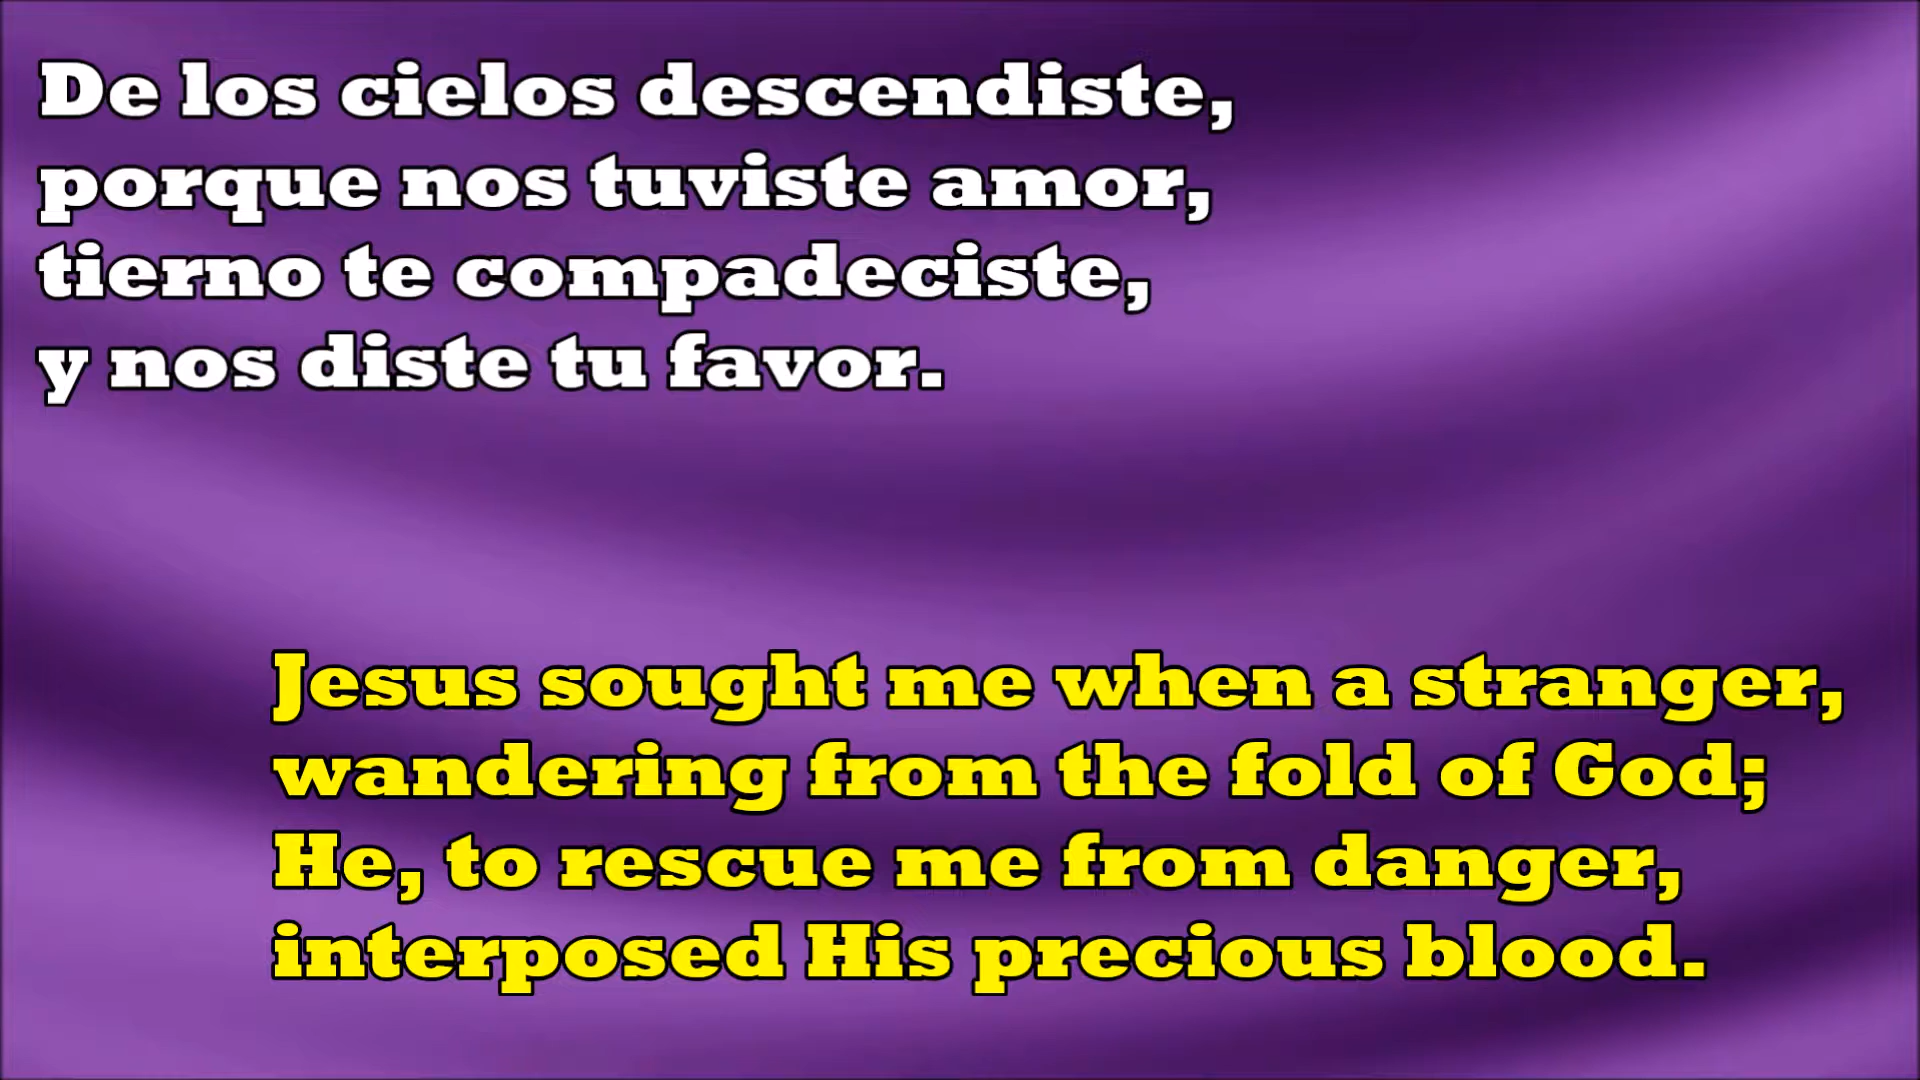 De los cielos descendiste,
porque nos tuviste amor,
tierno te compadeciste,
y nos diste tu favor.
Jesus sought me when a stranger,
wandering from the fold of God;
He, to rescue me from danger,
interposed His precious blood.